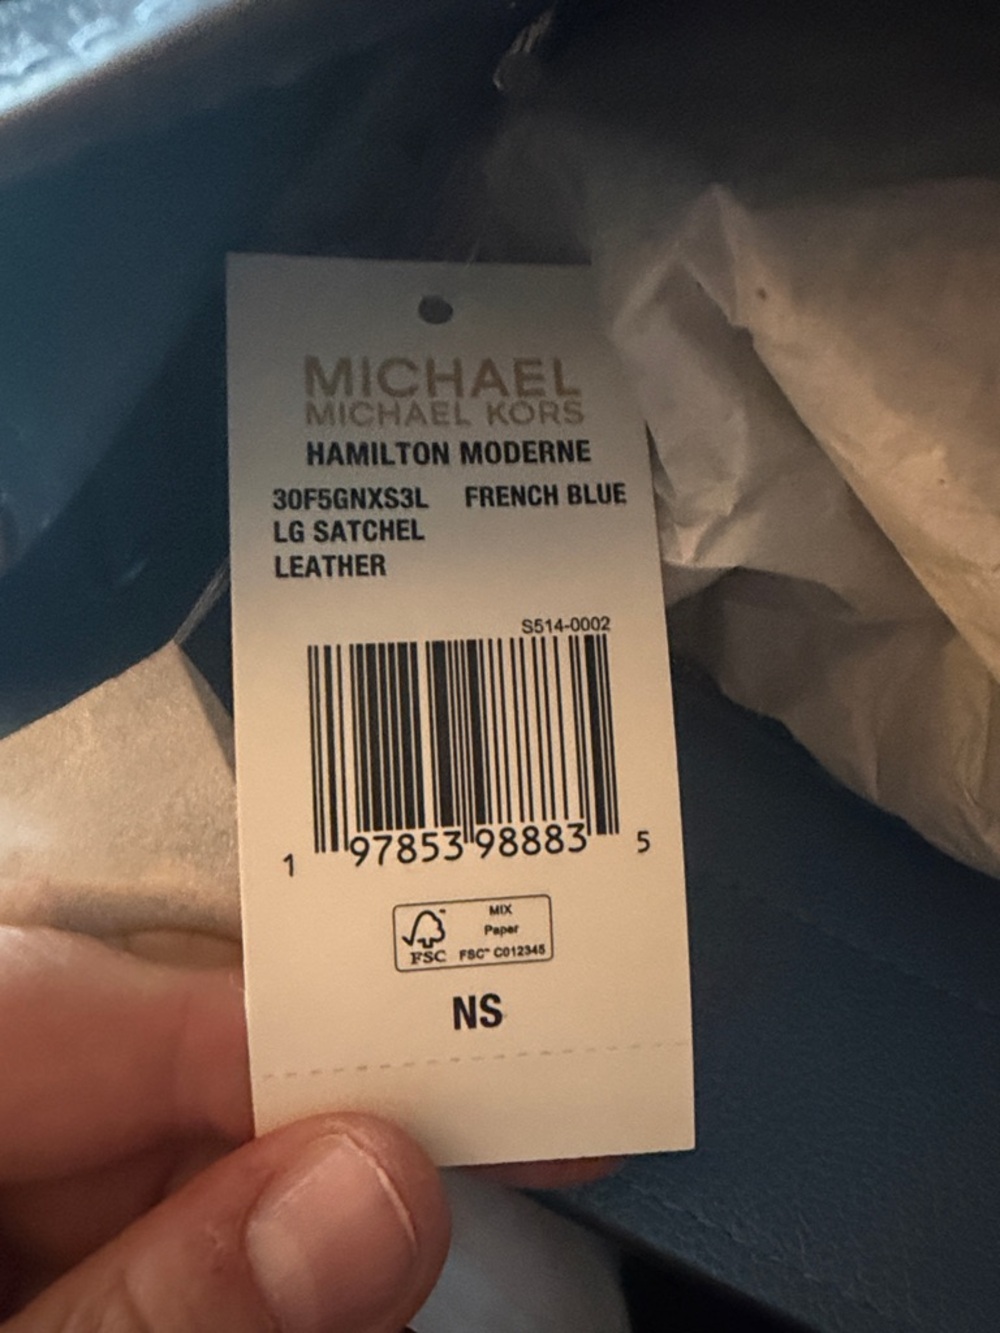 MICHAEL
MICHAEL KORS
HAMILTON MODERNE
30F5GNXS3L FRENCH BLUE
LG SATCHEL
LEATHER
S514-0002
1 97853 98883 5
MIX
Paper
FSC FSC™ C012345
NS